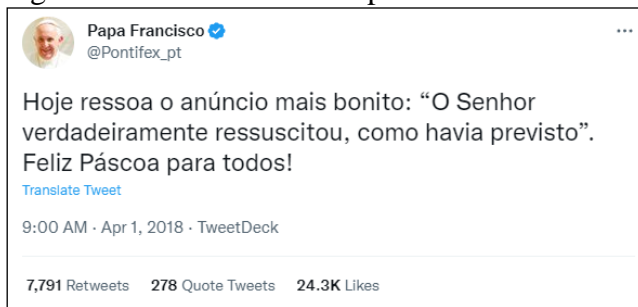 Papa Francisco
@Pontifex_pt
Hoje ressoa o anúncio mais bonito: “O Senhor
verdadeiramente ressuscitou, como havia previsto”.
Feliz Páscoa para todos!
Translate Tweet
9:00 AM · Apr 1, 2018 · TweetDeck
7,791 Retweets 278 Quote Tweets 24.3K Likes